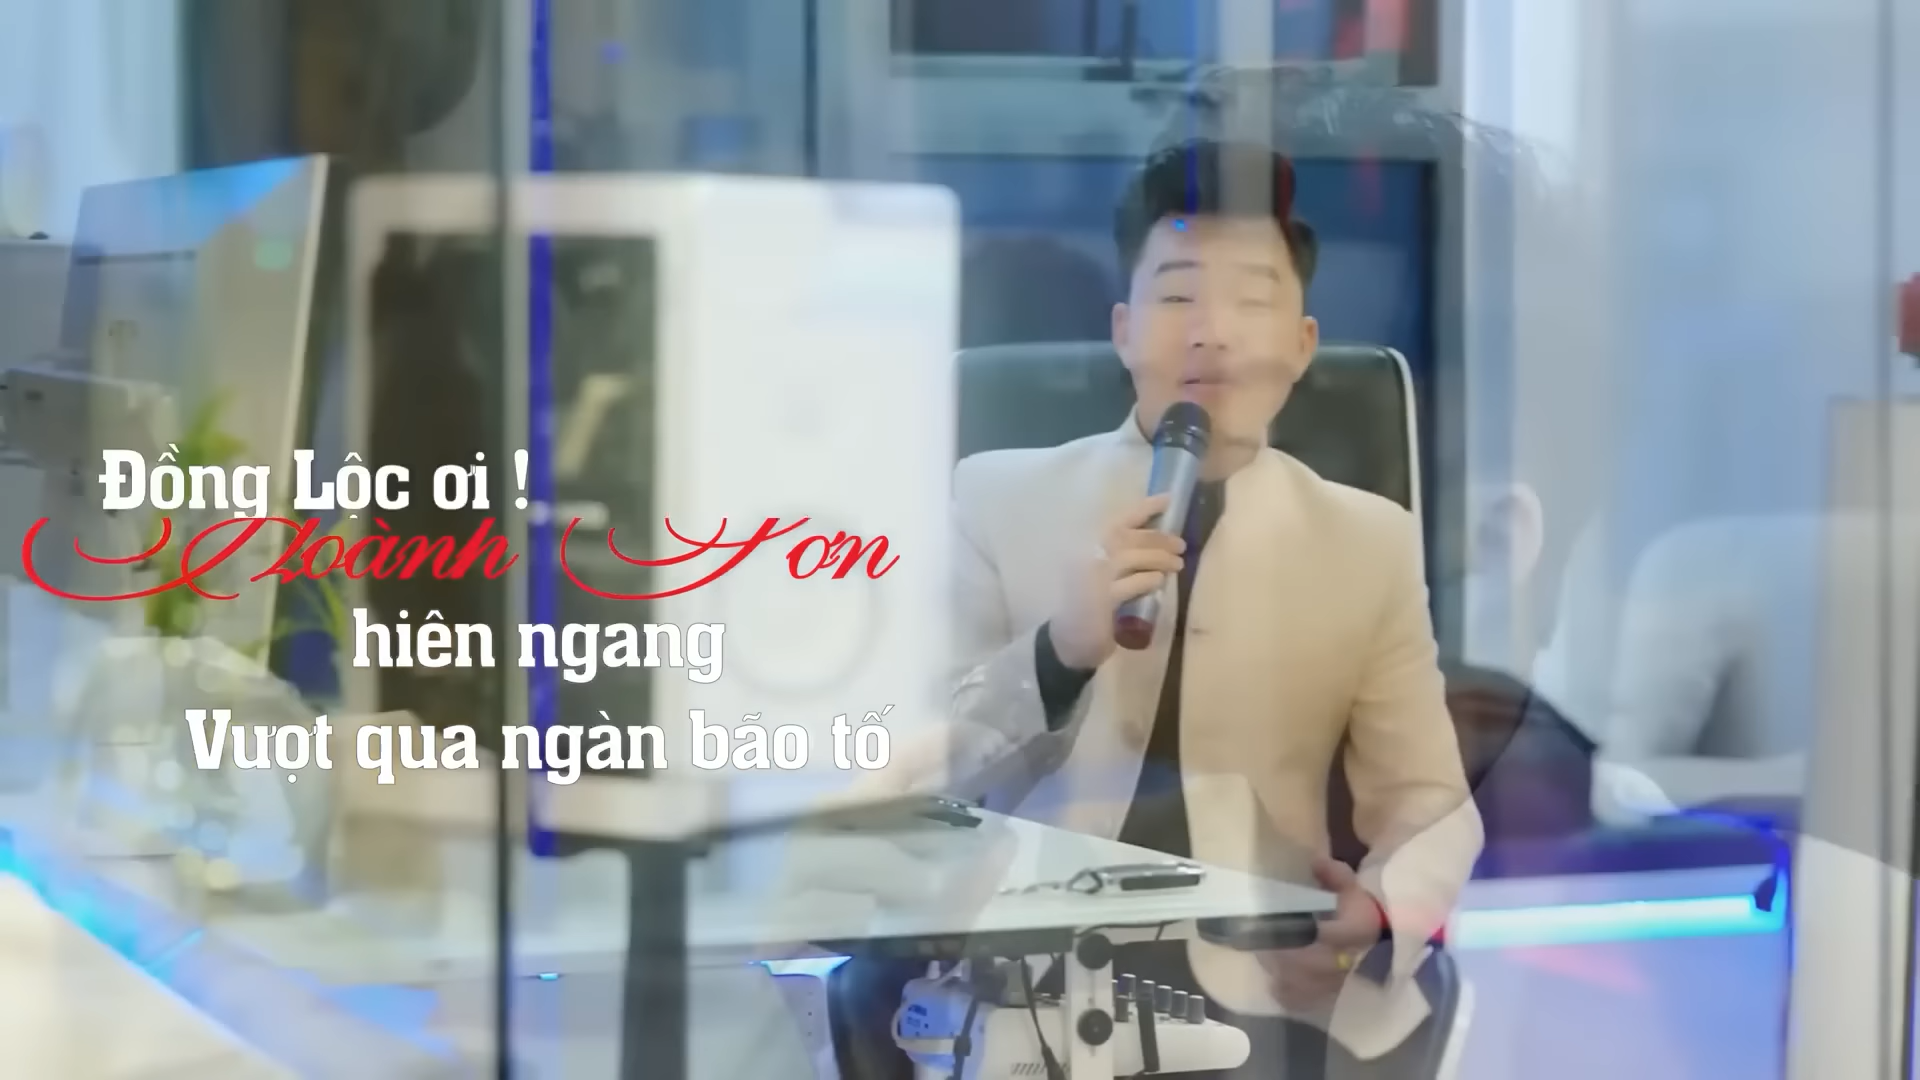 Đồng Lộc ơi !
Hoành Sơn
hiên ngang
Vượt qua ngàn bão tố